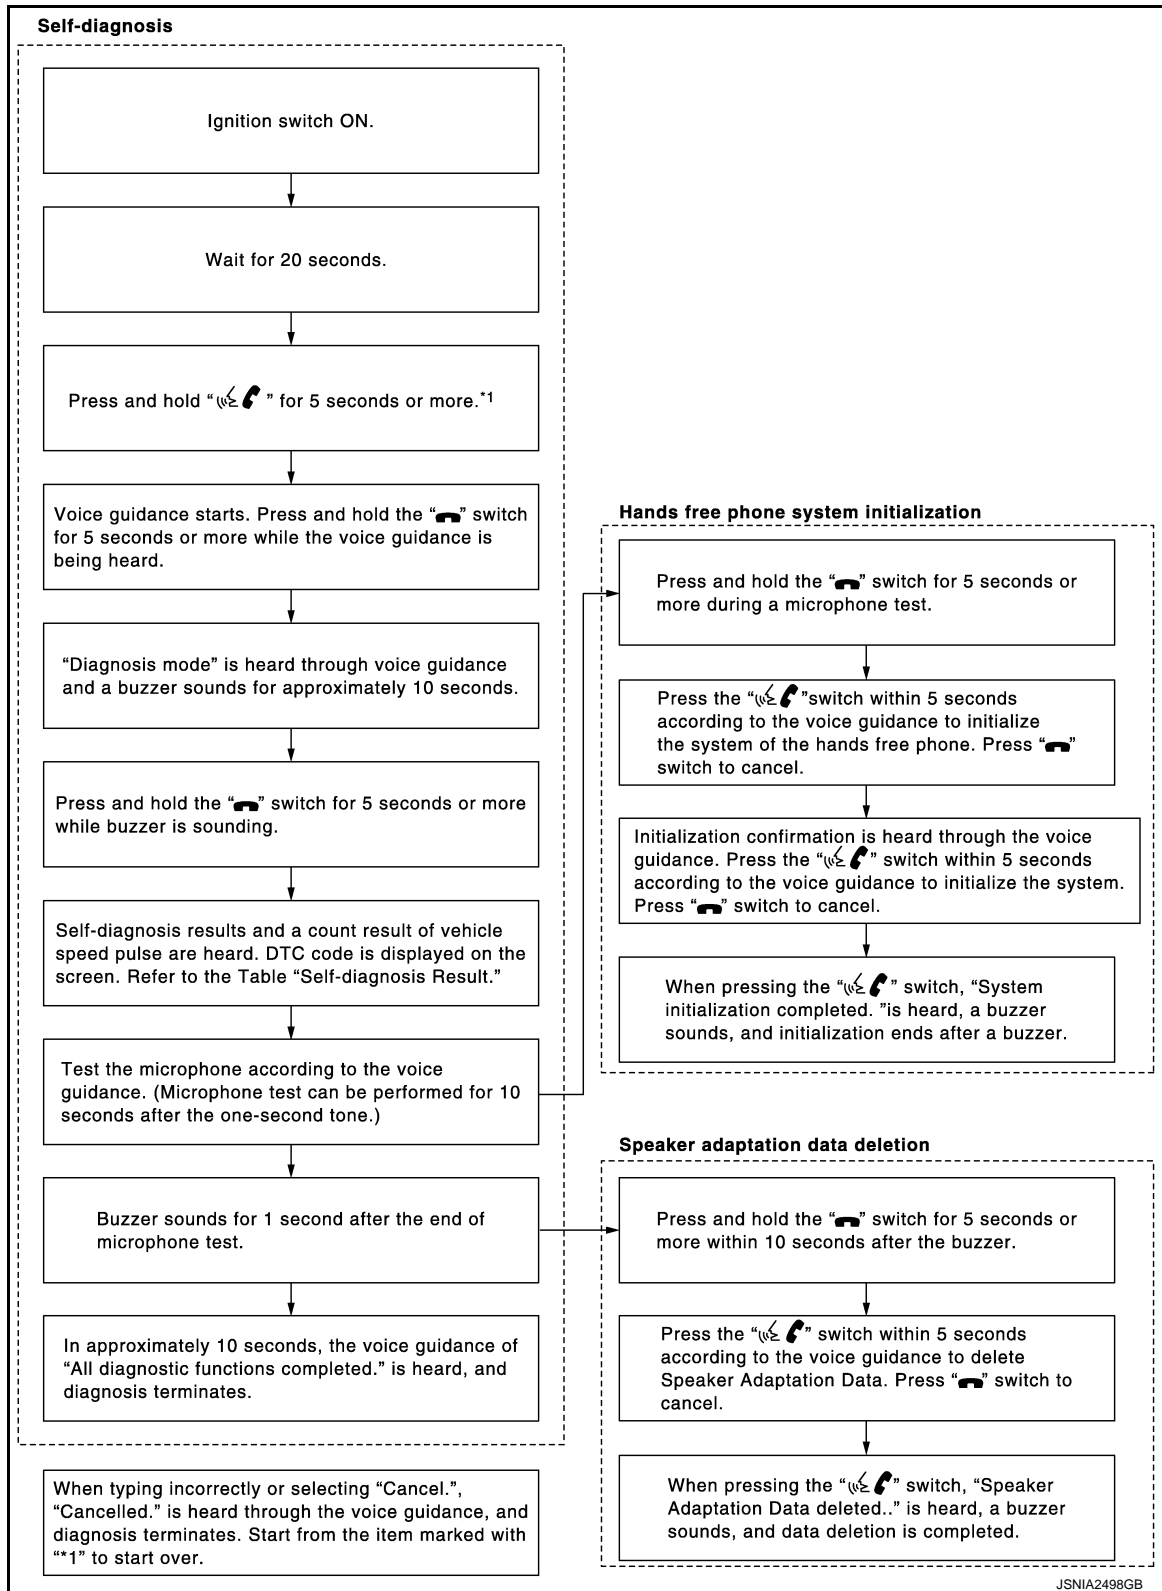 Self-diagnosis
Ignition switch ON.
Wait for 20 seconds.
Press and hold “ ” for 5 seconds or more.*1
Voice guidance starts. Press and hold the “ ” switch
for 5 seconds or more while the voice guidance is
being heard.
“Diagnosis mode” is heard through voice guidance
and a buzzer sounds for approximately 10 seconds.
Press and hold the “ ” switch for 5 seconds or more
while buzzer is sounding.
Self-diagnosis results and a count result of vehicle
speed pulse are heard. DTC code is displayed on the
screen. Refer to the Table “Self-diagnosis Result.”
Test the microphone according to the voice
guidance. (Microphone test can be performed for 10
seconds after the one-second tone.)
Buzzer sounds for 1 second after the end of
microphone test.
In approximately 10 seconds, the voice guidance of
“All diagnostic functions completed.” is heard, and
diagnosis terminates.
When typing incorrectly or selecting “Cancel.”,
“Cancelled.” is heard through the voice guidance, and
diagnosis terminates. Start from the item marked with
“*1” to start over.
Hands free phone system initialization
Press and hold the “ ” switch for 5 seconds or
more during a microphone test.
Press the “ ”switch within 5 seconds
according to the voice guidance to initialize
the system of the hands free phone. Press “ ”
switch to cancel.
Initialization confirmation is heard through the voice
guidance. Press the “ ” switch within 5 seconds
according to the voice guidance to initialize the system.
Press “ ” switch to cancel.
When pressing the “ ” switch, “System
initialization completed. ”is heard, a buzzer
sounds, and initialization ends after a buzzer.
Speaker adaptation data deletion
Press and hold the “ ” switch for 5 seconds or
more within 10 seconds after the buzzer.
Press the “ ” switch within 5 seconds
according to the voice guidance to delete
Speaker Adaptation Data. Press “ ” switch to
cancel.
When pressing the “ ” switch, “Speaker
Adaptation Data deleted..” is heard, a buzzer
sounds, and data deletion is completed.
JSNIA2498GB